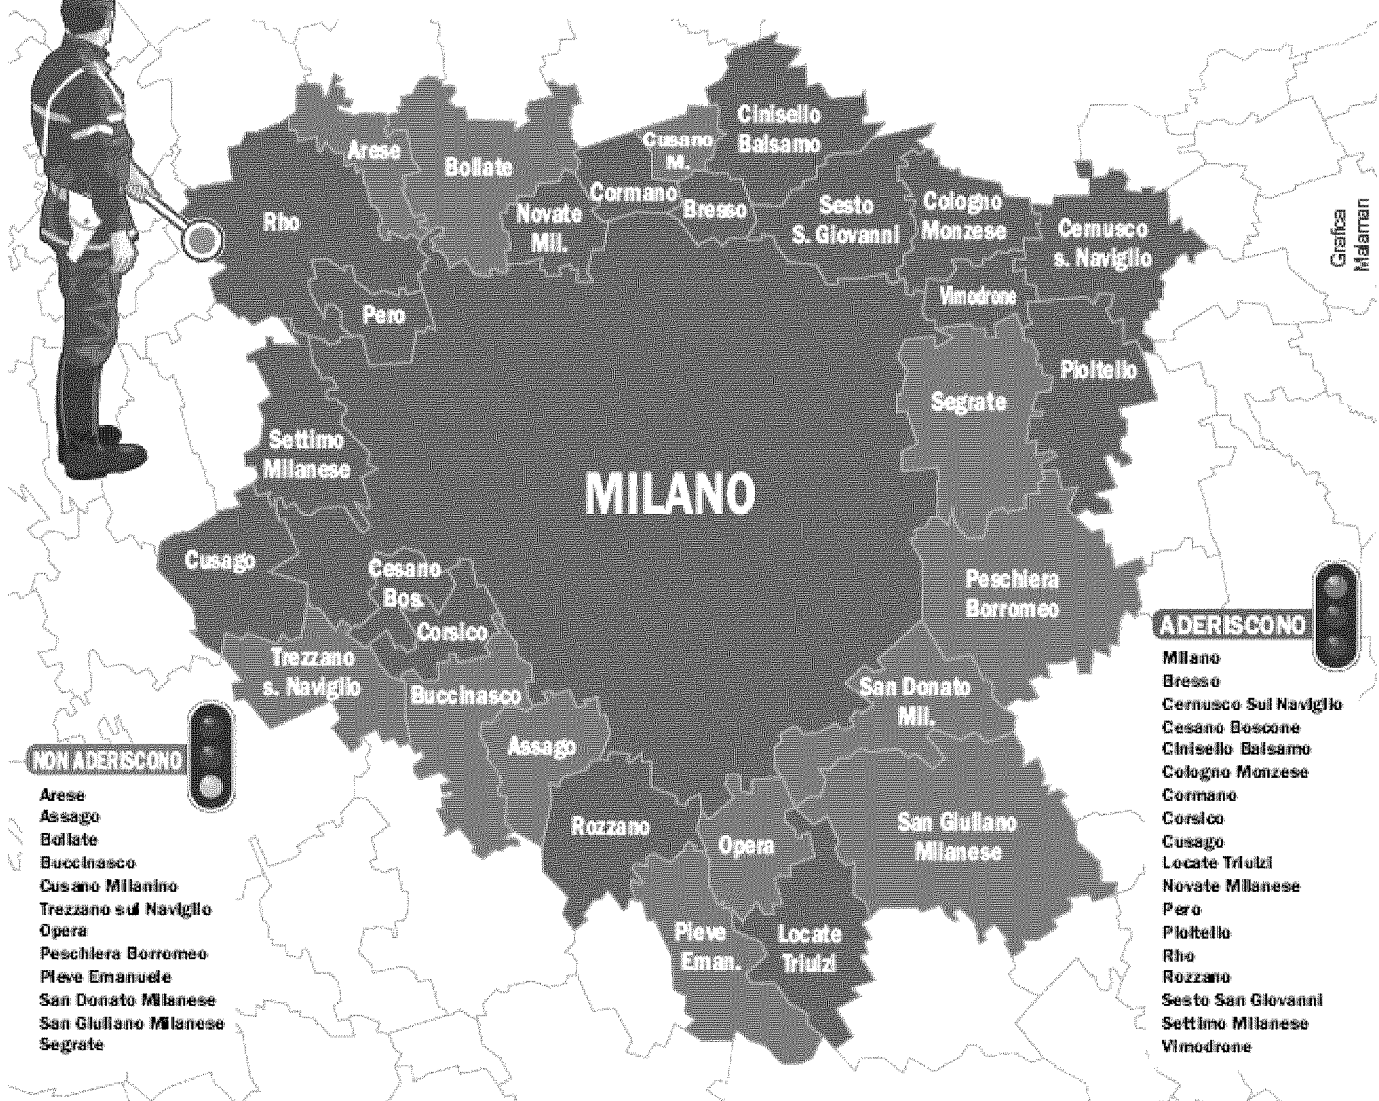 Cinisello
Balsamo
Cusano
M.
Arese
Bollate
Cormano
Bresso
Novate
Mil.
Rho
Sesto
S. Giovanni
Cologno
Monzese
Cernusco
s. Naviglio
Grafica
Malaman
Vimodrone
Pero
Pioltello
Segrate
Settimo
Milanese
MILANO
Cusago
Cesano
Bos.
Corsico
Peschiera
Borromeo
Trezzano
s. Naviglio
Buccinasco
San Donato
Mil.
Assago
Rozzano
Opera
San Giuliano
Milanese
Pieve
Eman.
Locate
Triulzi
NON ADERISCONO
Arese
Assago
Bollate
Buccinasco
Cusano Milanino
Trezzano sul Naviglio
Opera
Peschiera Borromeo
Pieve Emanuele
San Donato Milanese
San Giuliano Milanese
Segrate
ADERISCONO
Milano
Bresso
Cernusco Sul Naviglio
Cesano Boscone
Cinisello Balsamo
Cologno Monzese
Cormano
Corsico
Cusago
Locate Triulzi
Novate Milanese
Pero
Pioltello
Rho
Rozzano
Sesto San Giovanni
Settimo Milanese
Vimodrone